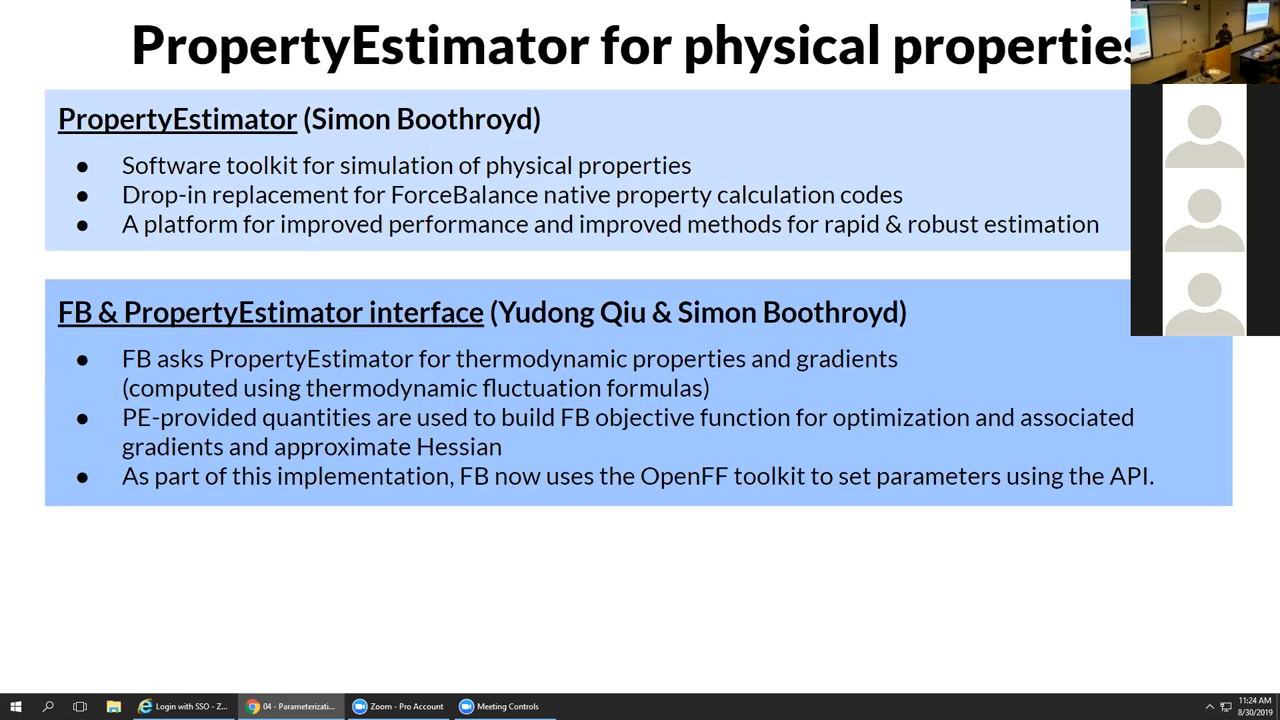 PropertyEstimator for physical properties
PropertyEstimator (Simon Boothroyd)
● Software toolkit for simulation of physical properties
● Drop-in replacement for ForceBalance native property calculation codes
● A platform for improved performance and improved methods for rapid & robust estimation
FB & PropertyEstimator interface (Yudong Qiu & Simon Boothroyd)
● FB asks PropertyEstimator for thermodynamic properties and gradients
(computed using thermodynamic fluctuation formulas)
● PE-provided quantities are used to build FB objective function for optimization and associated
gradients and approximate Hessian
● As part of this implementation, FB now uses the OpenFF toolkit to set parameters using the API.
Login with SSO - Z...
04 - Parameterizati...
Zoom - Pro Account
Meeting Controls
11:24 AM
8/30/2019